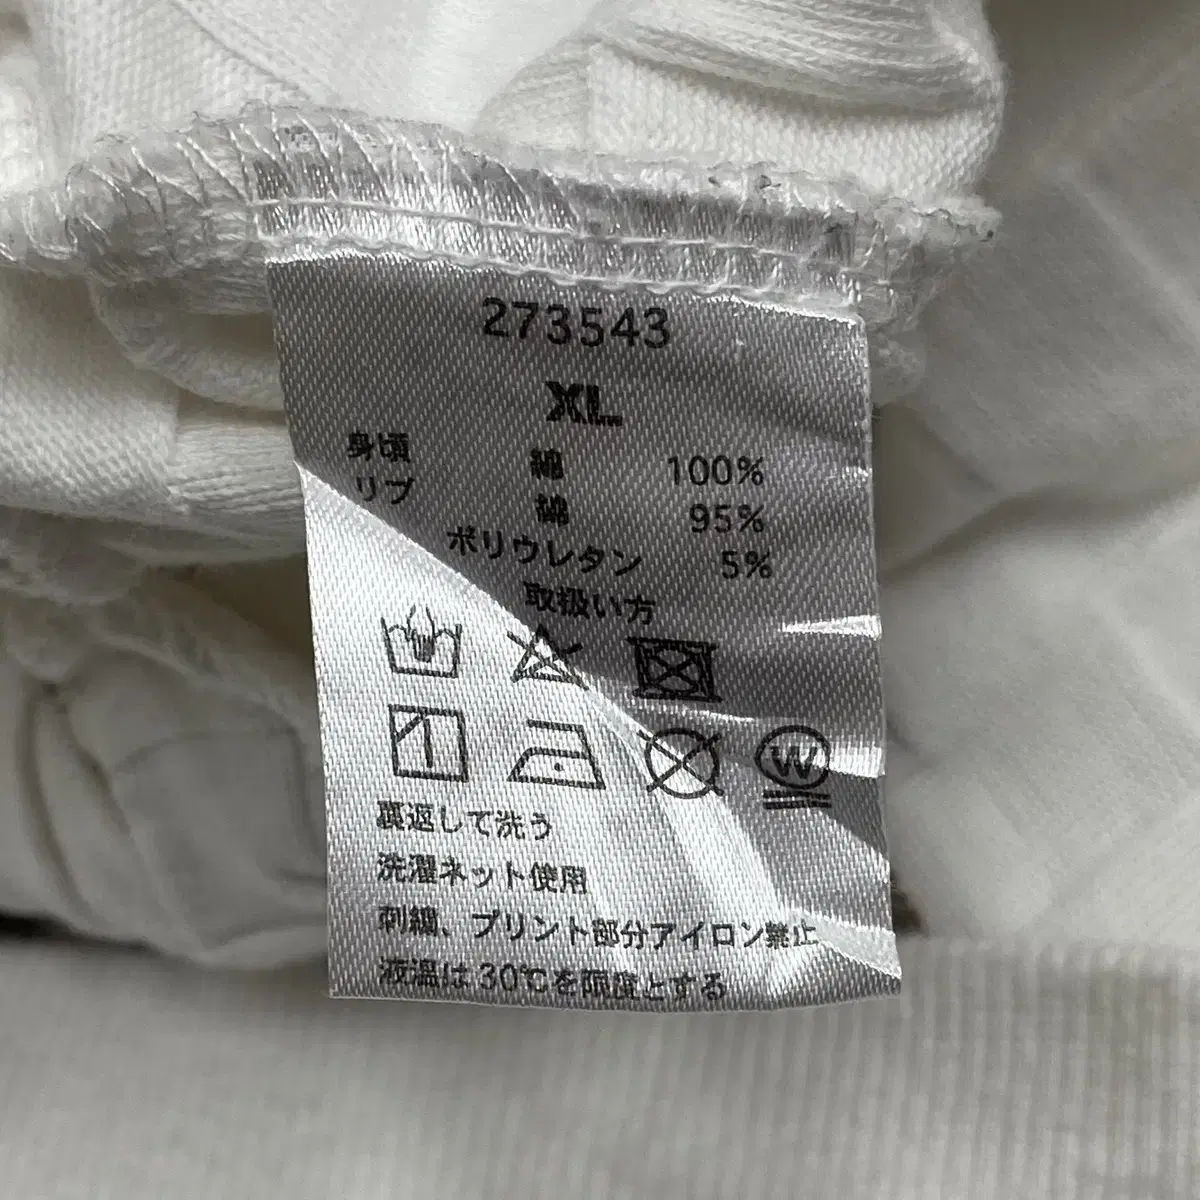 273543
XL
身頃 綿 100%
リブ 綿 95%
ポリウレタン 5%
取扱い方
W
裏返して洗う
洗濯ネット使用
刺繍、プリント部分アイロン禁止
液温は30℃を限度とする